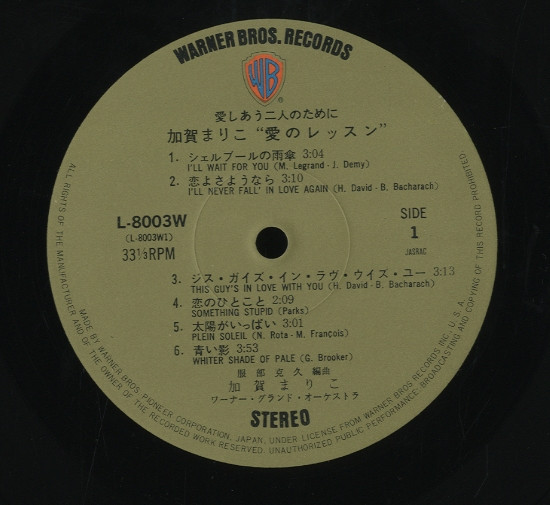 WARNER BROS. RECORDS
WB
®
愛しあう二人のために
加賀まりこ “愛のレッスン”
1. シェルブールの雨傘 3:04
I'LL WAIT FOR YOU (M. Legrand - J. Demy)
2. 恋よさようなら 3:10
I'LL NEVER FALL' IN LOVE AGAIN (H. David - B. Bacharach)
L-8003W
(L-8003W1)
33⅓RPM
SIDE
1
JASRAC
3. ジス・ガイズ・イン・ラヴ・ウイズ・ユー 3:13
THIS GUY'S IN LOVE WITH YOU (H. David - B. Bacharach)
4. 恋のひとこと 2:09
SOMETHING STUPID (Parks)
5. 太陽がいっぱい 3:01
PLEIN SOLEIL (N. Rota - M. François)
6. 青い影 3:53
WHITER SHADE OF PALE (G. Brooker)
服部克久 編曲
加賀まりこ
ワーナー・グランド・オーケストラ
STEREO
MADE BY WARNER BROS. PIONEER CORPORATION, JAPAN, UNDER LICENSE FROM WARNER BROS. RECORDS INC., U. S. A.
ALL RIGHTS OF THE MANUFACTURER AND OF THE OWNER OF THE RECORDED WORK RESERVED. UNAUTHORIZED PUBLIC PERFORMANCE; BROADCASTING AND COPYING OF THIS RECORD PROHIBITED.